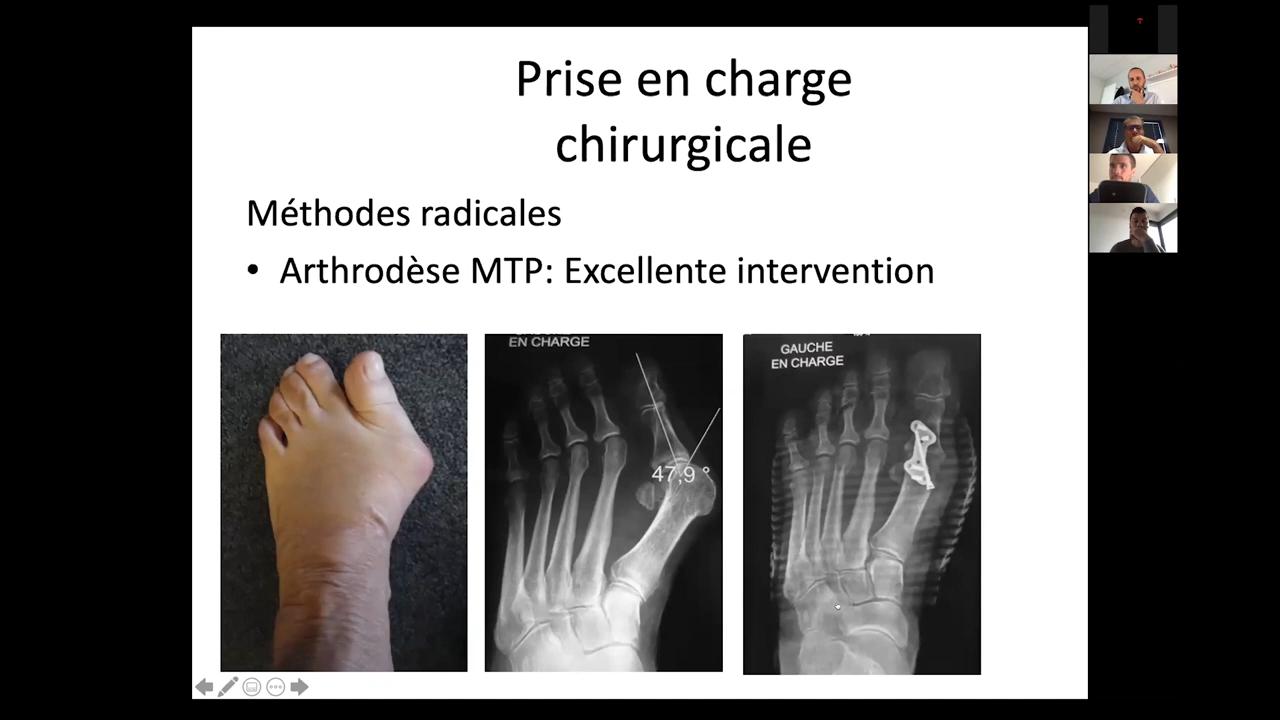 Prise en charge
chirurgicale
Méthodes radicales
• Arthrodèse MTP: Excellente intervention
EN CHARGE
47,9 °
GAUCHE
EN CHARGE